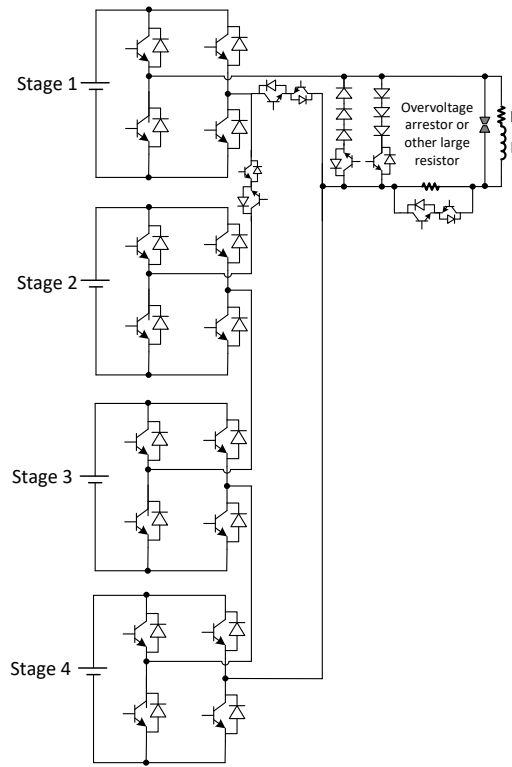 Stage 1
Overvoltage
arrestor or
other large
resistor
Stage 2
Stage 3
Stage 4